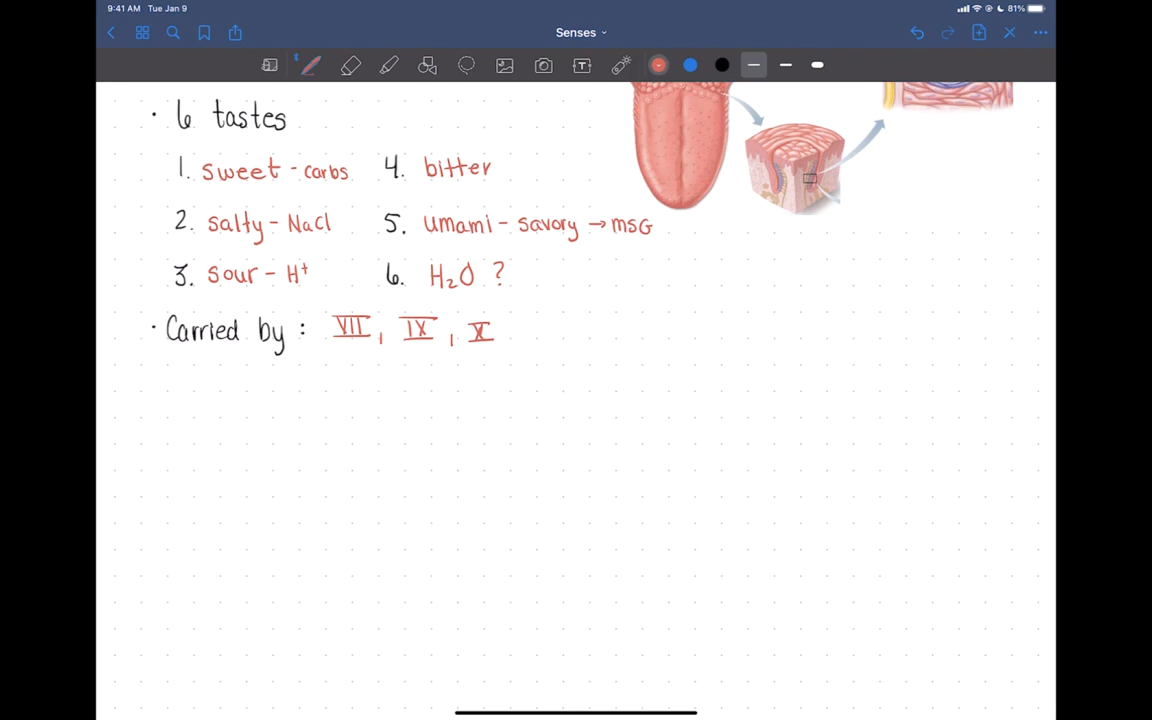 9:41 AM Tue Jan 9
81%
Senses
· 6 tastes
1. sweet - carbs
4. bitter
2. salty - NaCl
5. umami - savory → MSG
3. sour - H⁺
6. H₂O ?
· Carried by : VII, IX, X